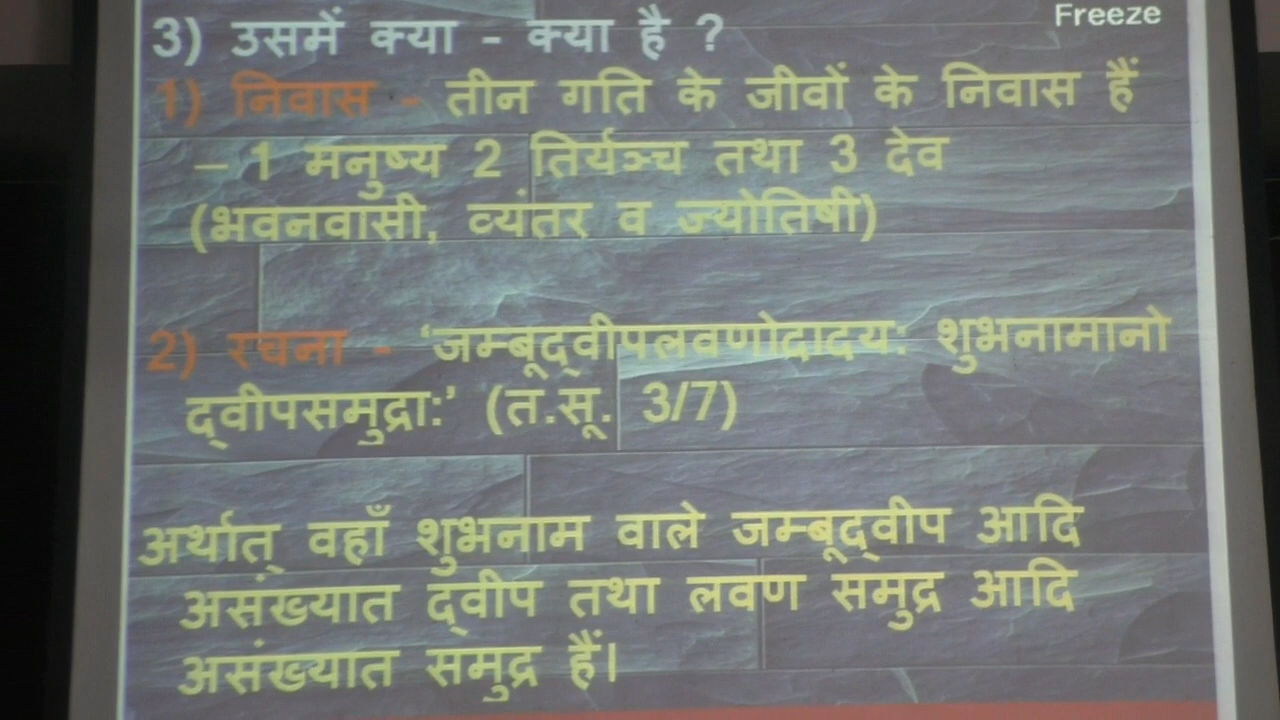 Freeze
3) उसमें क्या - क्या है ?
1) निवास - तीन गति के जीवों के निवास हैं
– 1 मनुष्य 2 तिर्यञ्च तथा 3 देव
(भवनवासी, व्यंतर व ज्योतिषी)
2) रचना - ‘जम्बूद्वीपलवणोदादयः शुभनामानो
द्वीपसमुद्राः’ (त.सू. 3/7)
अर्थात् वहाँ शुभनाम वाले जम्बूद्वीप आदि
असंख्यात द्वीप तथा लवण समुद्र आदि
असंख्यात समुद्र हैं।